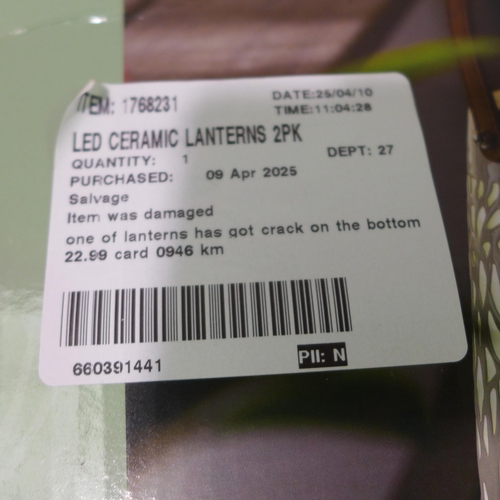 ITEM: 1768231
DATE:25/04/10
TIME:11:04:28
LED CERAMIC LANTERNS 2PK
QUANTITY: 1
DEPT: 27
PURCHASED: 09 Apr 2025
Salvage
Item was damaged
one of lanterns has got crack on the bottom
22.99 card 0946 km
660391441
PII: N